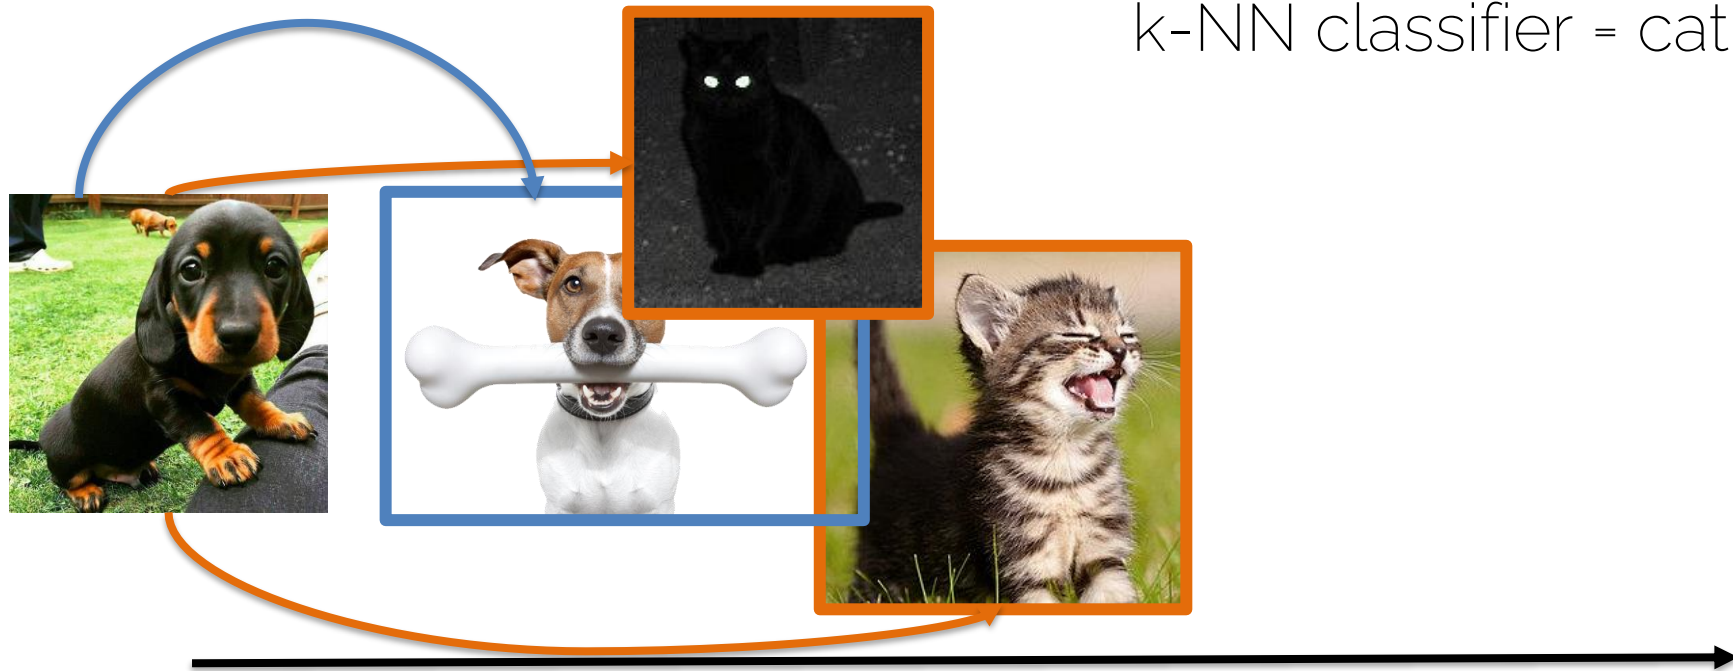 k-NN classifier = cat